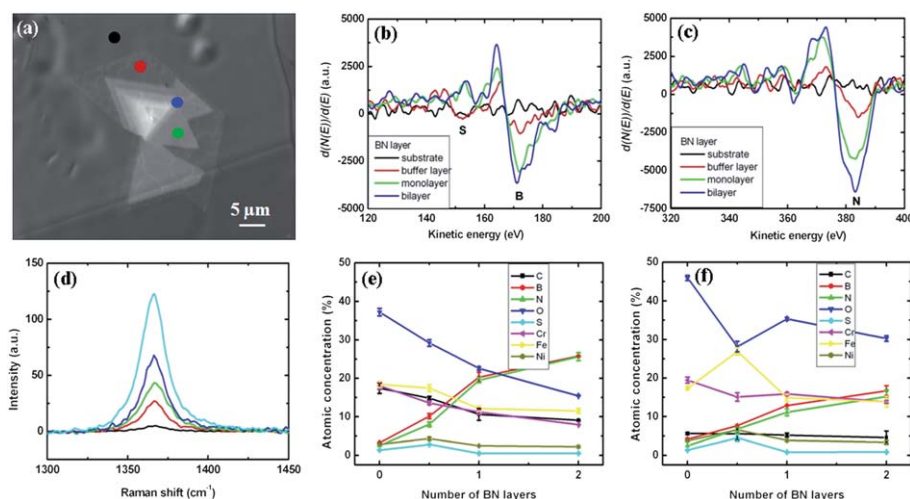 (a)
5 μm
(b)
d(N(E))/d(E) (a.u.)
5000
2500
0
-2500
-5000
S
B
BN layer
substrate
buffer layer
monolayer
bilayer
120 140 160 180 200
Kinetic energy (eV)
(c)
d(N(E))/d(E) (a.u.)
5000
2500
0
-2500
-5000
-7500
BN layer
substrate
buffer layer
monolayer
bilayer
N
320 340 360 380 400
Kinetic energy (eV)
(d)
Intensity (a.u.)
150
100
50
0
1300 1350 1400 1450
Raman shift (cm⁻¹)
(e)
Atomic concentration (%)
50
40
30
20
10
0
C
B
N
O
S
Cr
Fe
Ni
0 1 2
Number of BN layers
(f)
Atomic concentration (%)
50
40
30
20
10
0
C
B
N
O
S
Cr
Fe
Ni
0 1 2
Number of BN layers